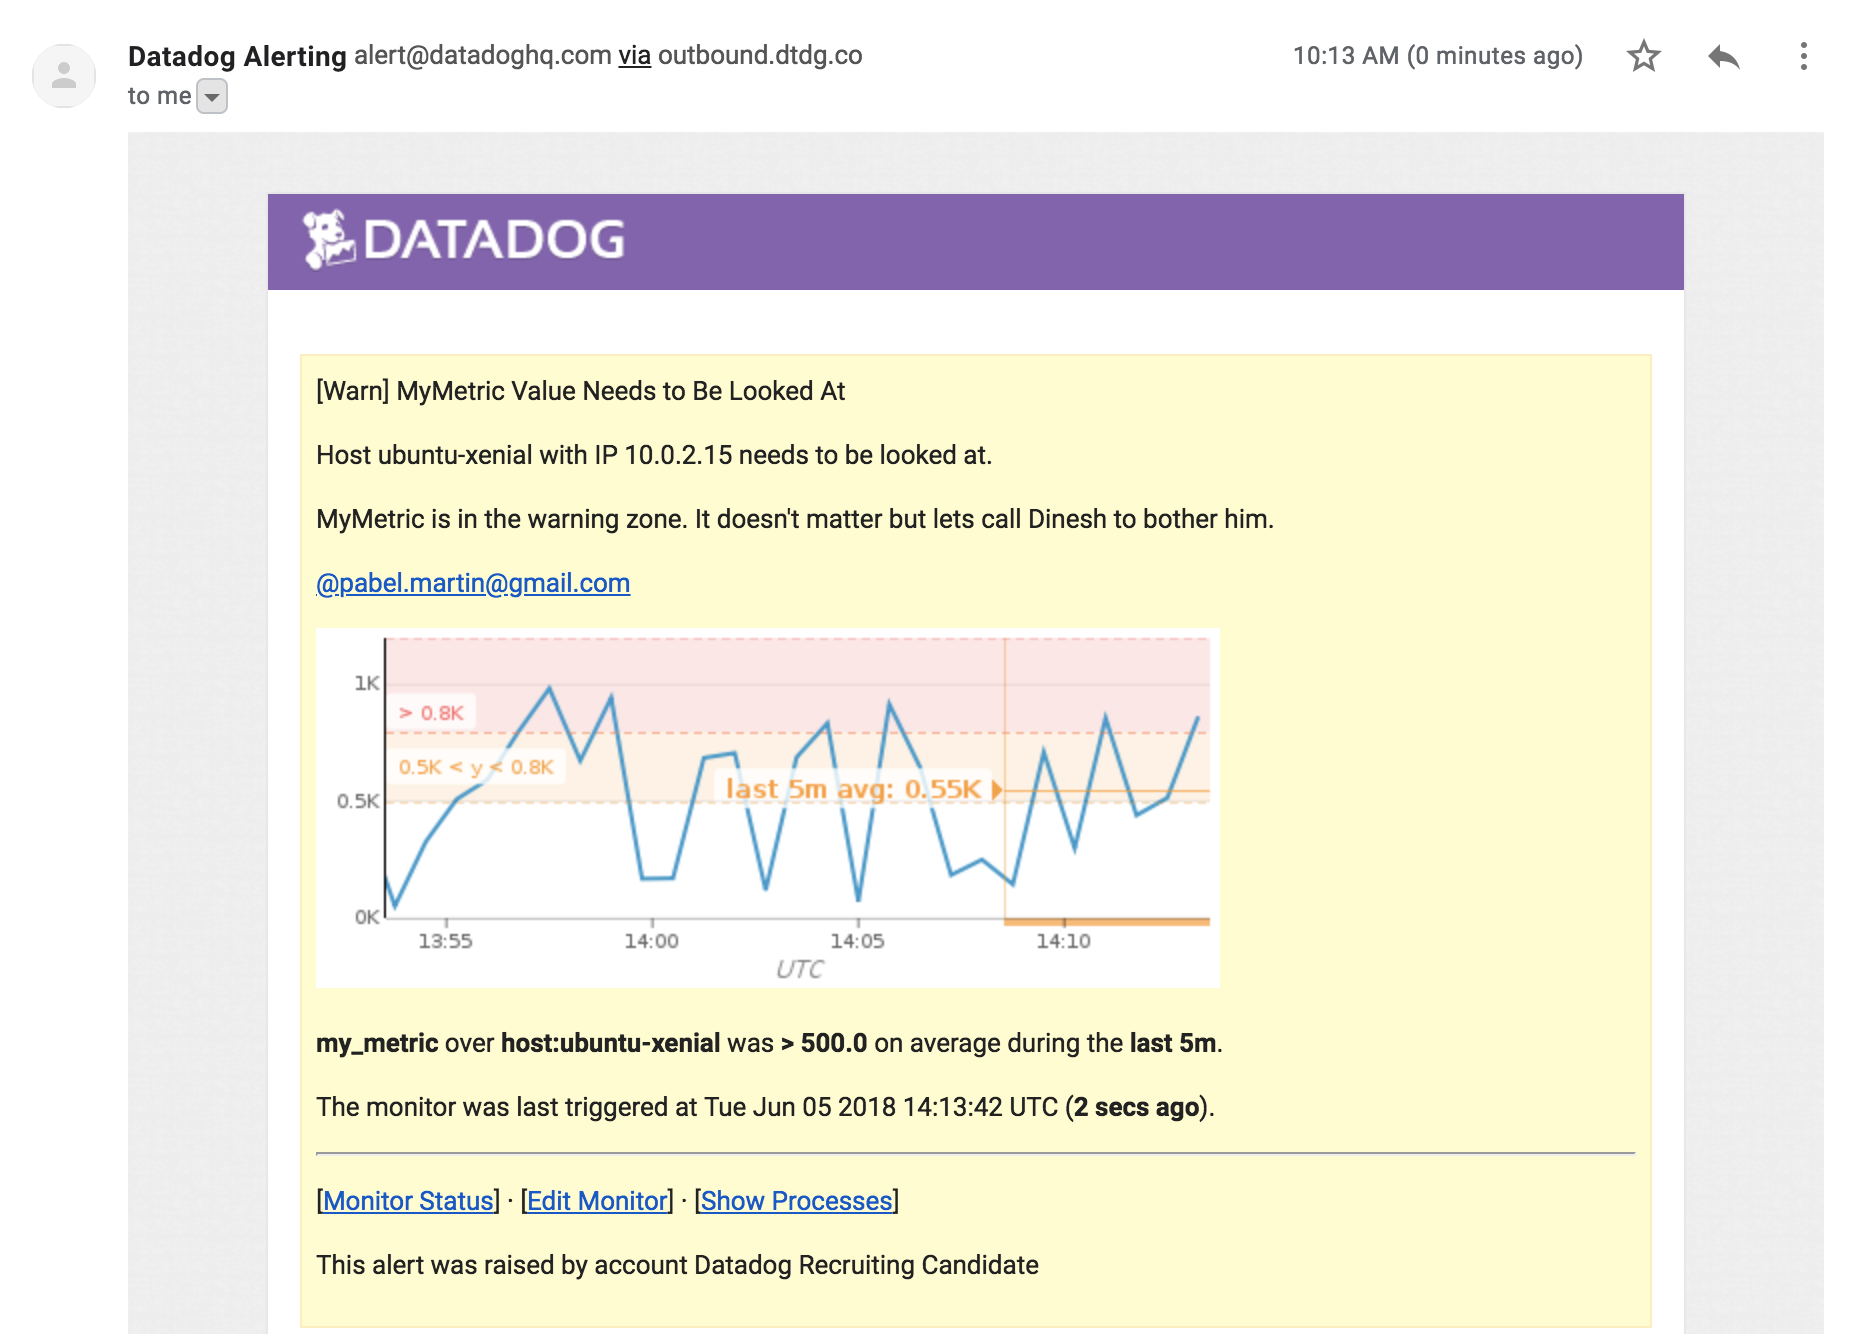 Datadog Alerting alert@datadoghq.com via outbound.dtdg.co
10:13 AM (0 minutes ago)
to me
DATADOG
[Warn] MyMetric Value Needs to Be Looked At
Host ubuntu-xenial with IP 10.0.2.15 needs to be looked at.
MyMetric is in the warning zone. It doesn't matter but lets call Dinesh to bother him.
@pabel.martin@gmail.com
1K
> 0.8K
0.5K < y < 0.8K
last 5m avg: 0.55K
0.5K
0K
13:55 14:00 14:05 14:10
UTC
my_metric over host:ubuntu-xenial was > 500.0 on average during the last 5m.
The monitor was last triggered at Tue Jun 05 2018 14:13:42 UTC (2 secs ago).
[Monitor Status] · [Edit Monitor] · [Show Processes]
This alert was raised by account Datadog Recruiting Candidate